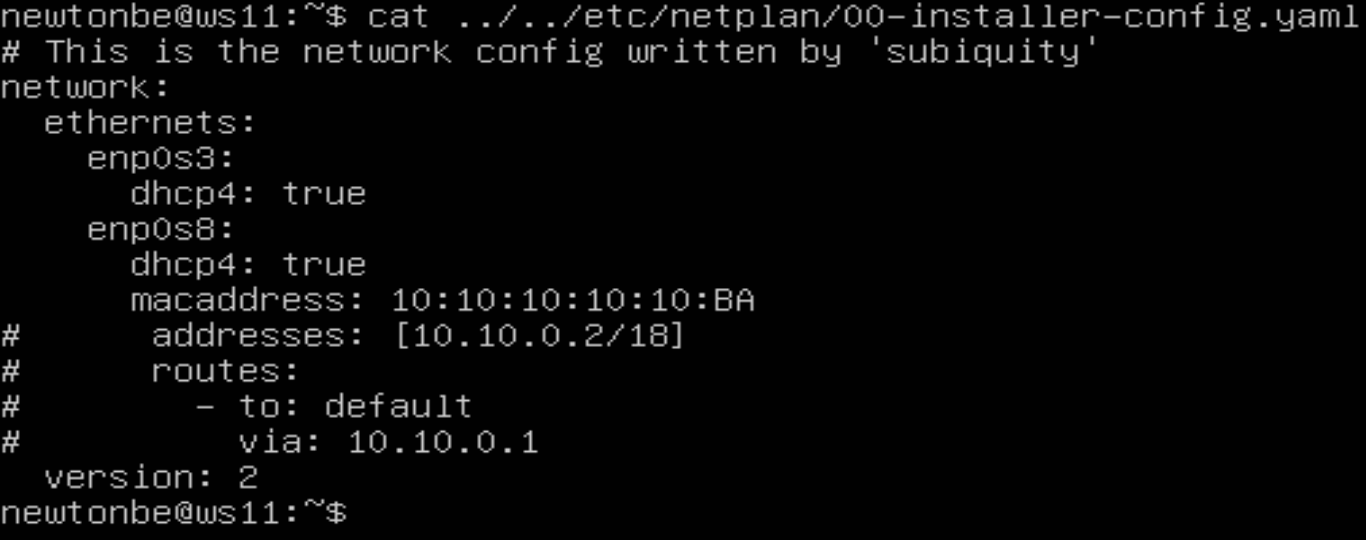 newtonbe@ws11:~$ cat ../../etc/netplan/00-installer-config.yaml
# This is the network config written by 'subiquity'
network:
  ethernets:
    enp0s3:
      dhcp4: true
    enp0s8:
      dhcp4: true
      macaddress: 10:10:10:10:10:BA
#      addresses: [10.10.0.2/18]
#      routes:
#        - to: default
#          via: 10.10.0.1
  version: 2
newtonbe@ws11:~$